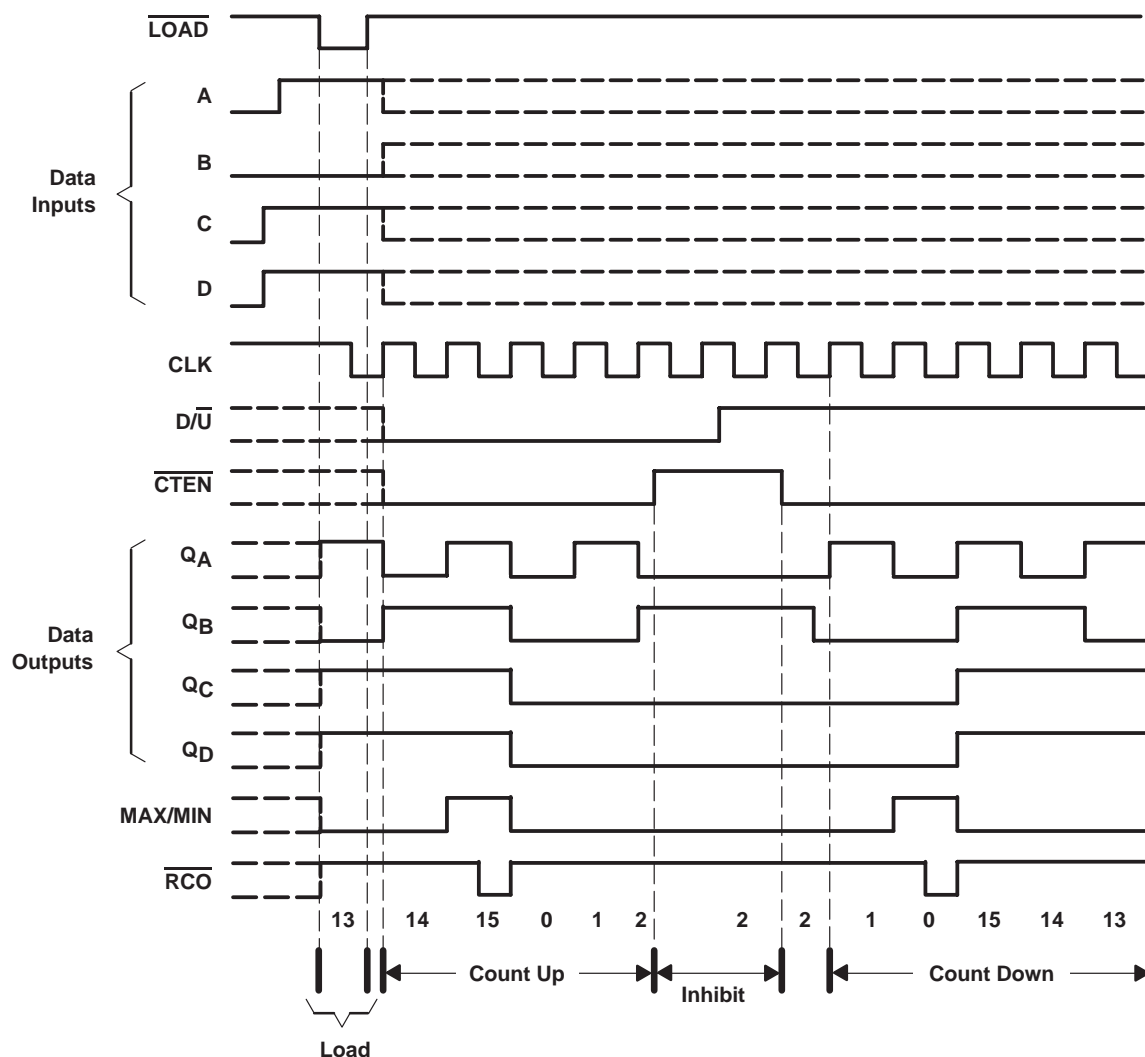 LOAD
A
B
C
D
Data
Inputs
CLK
D/U
CTEN
QA
QB
QC
QD
Data
Outputs
MAX/MIN
RCO
13 14 15 0 1 2 2 2 1 0 15 14 13
Count Up
Inhibit
Count Down
Load